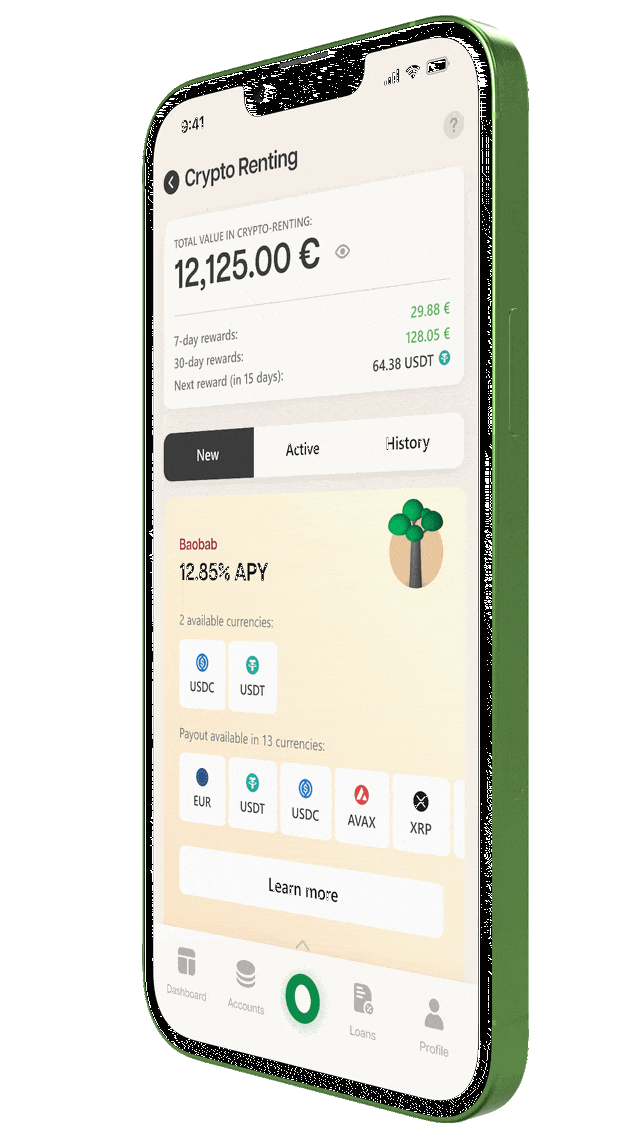 9:41
?
Crypto Renting
TOTAL VALUE IN CRYPTO-RENTING:
12,125.00 €
7-day rewards: 29.88 €
30-day rewards: 128.05 €
Next reward (in 15 days): 64.38 USDT
New Active History
Baobab
12.85% APY
2 available currencies:
USDC USDT
Payout available in 13 currencies:
EUR USDT USDC AVAX XRP
Learn more
Dashboard Accounts Loans Profile